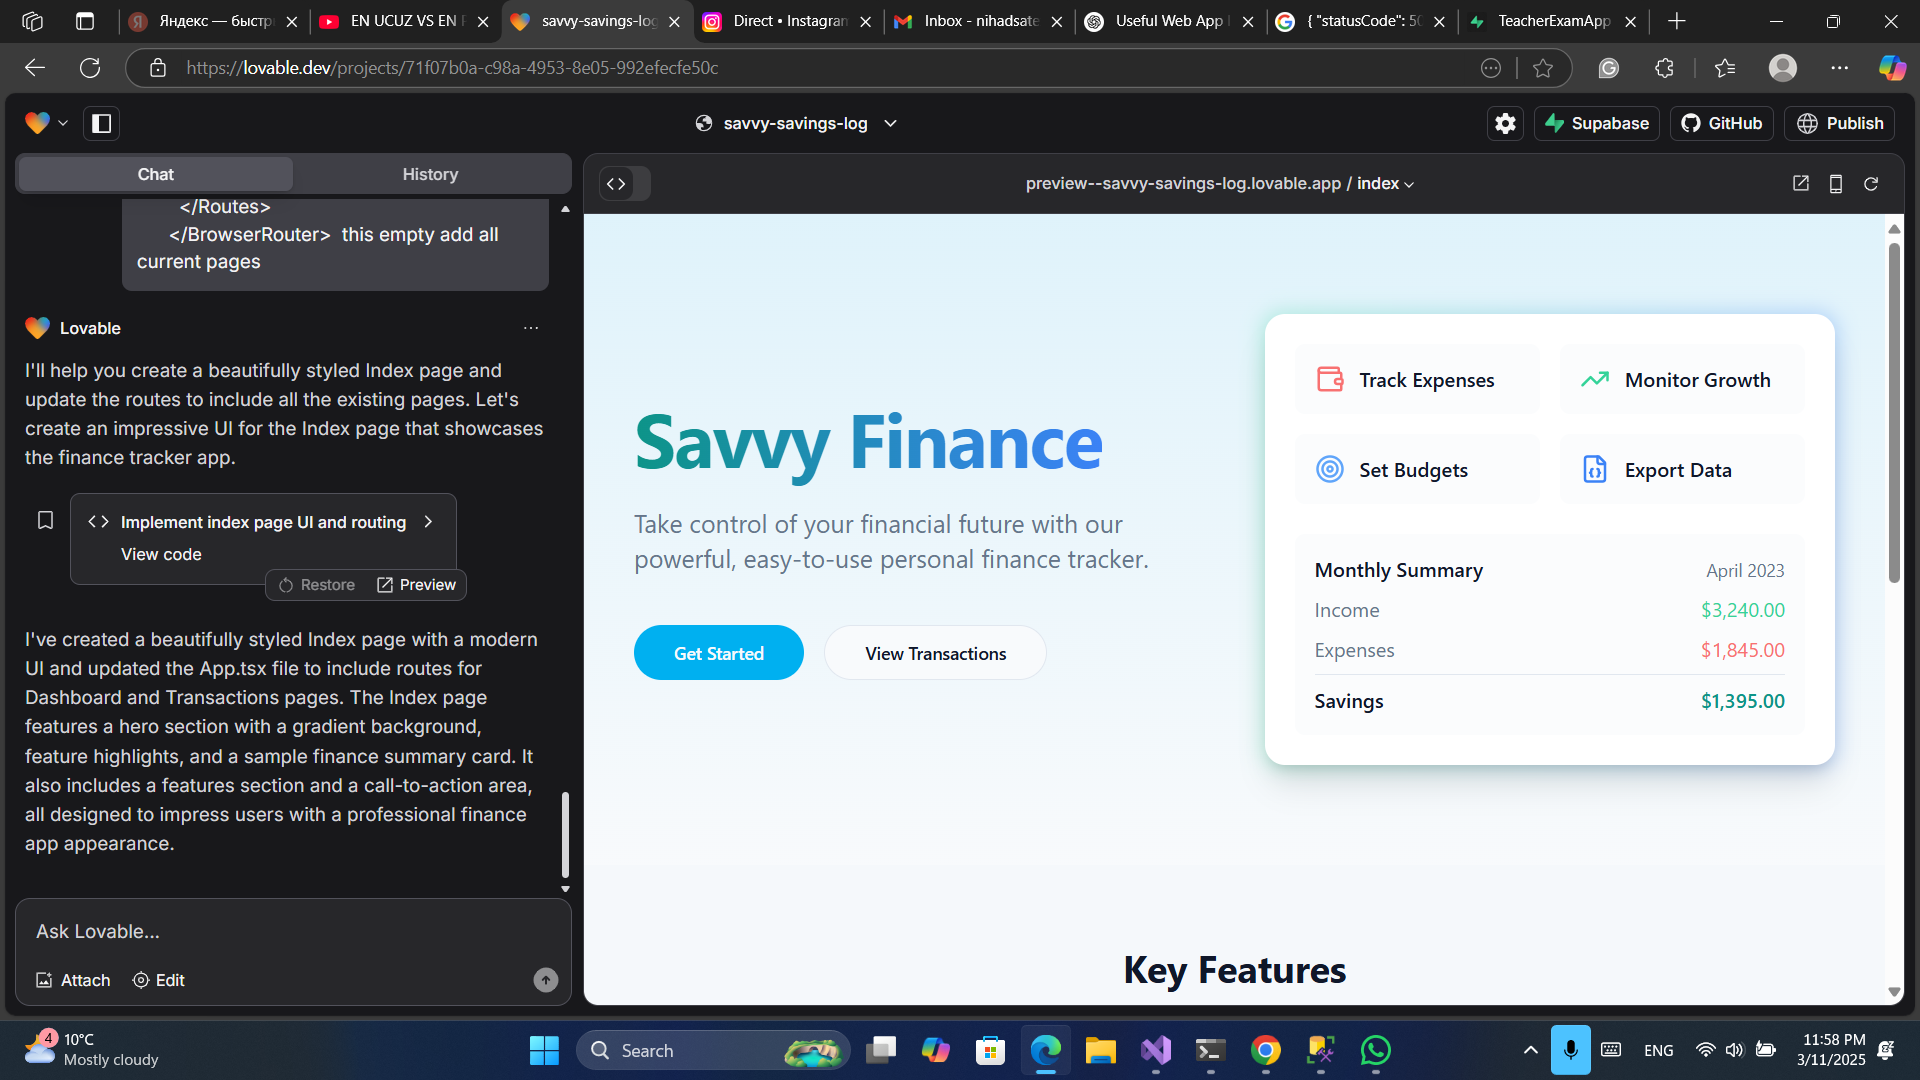 Яндекс — быстр
EN UCUZ VS EN P
savvy-savings-log
Direct • Instagram
Inbox - nihadsate
Useful Web App
{ "statusCode": 50
TeacherExamApp
https://lovable.dev/projects/71f07b0a-c98a-4953-8e05-992efecfe50c
savvy-savings-log
Supabase
GitHub
Publish
Chat
History
preview--savvy-savings-log.lovable.app / index
</Routes>
</BrowserRouter>  this empty add all
current pages
Lovable
I'll help you create a beautifully styled Index page and
update the routes to include all the existing pages. Let's
create an impressive UI for the Index page that showcases
the finance tracker app.
Implement index page UI and routing
View code
Restore
Preview
I've created a beautifully styled Index page with a modern
UI and updated the App.tsx file to include routes for
Dashboard and Transactions pages. The Index page
features a hero section with a gradient background,
feature highlights, and a sample finance summary card. It
also includes a features section and a call-to-action area,
all designed to impress users with a professional finance
app appearance.
Ask Lovable...
Attach
Edit
Savvy Finance
Take control of your financial future with our
powerful, easy-to-use personal finance tracker.
Get Started
View Transactions
Track Expenses
Monitor Growth
Set Budgets
Export Data
Monthly Summary
April 2023
Income
$3,240.00
Expenses
$1,845.00
Savings
$1,395.00
Key Features
4
10°C
Mostly cloudy
Search
ENG
11:58 PM
3/11/2025